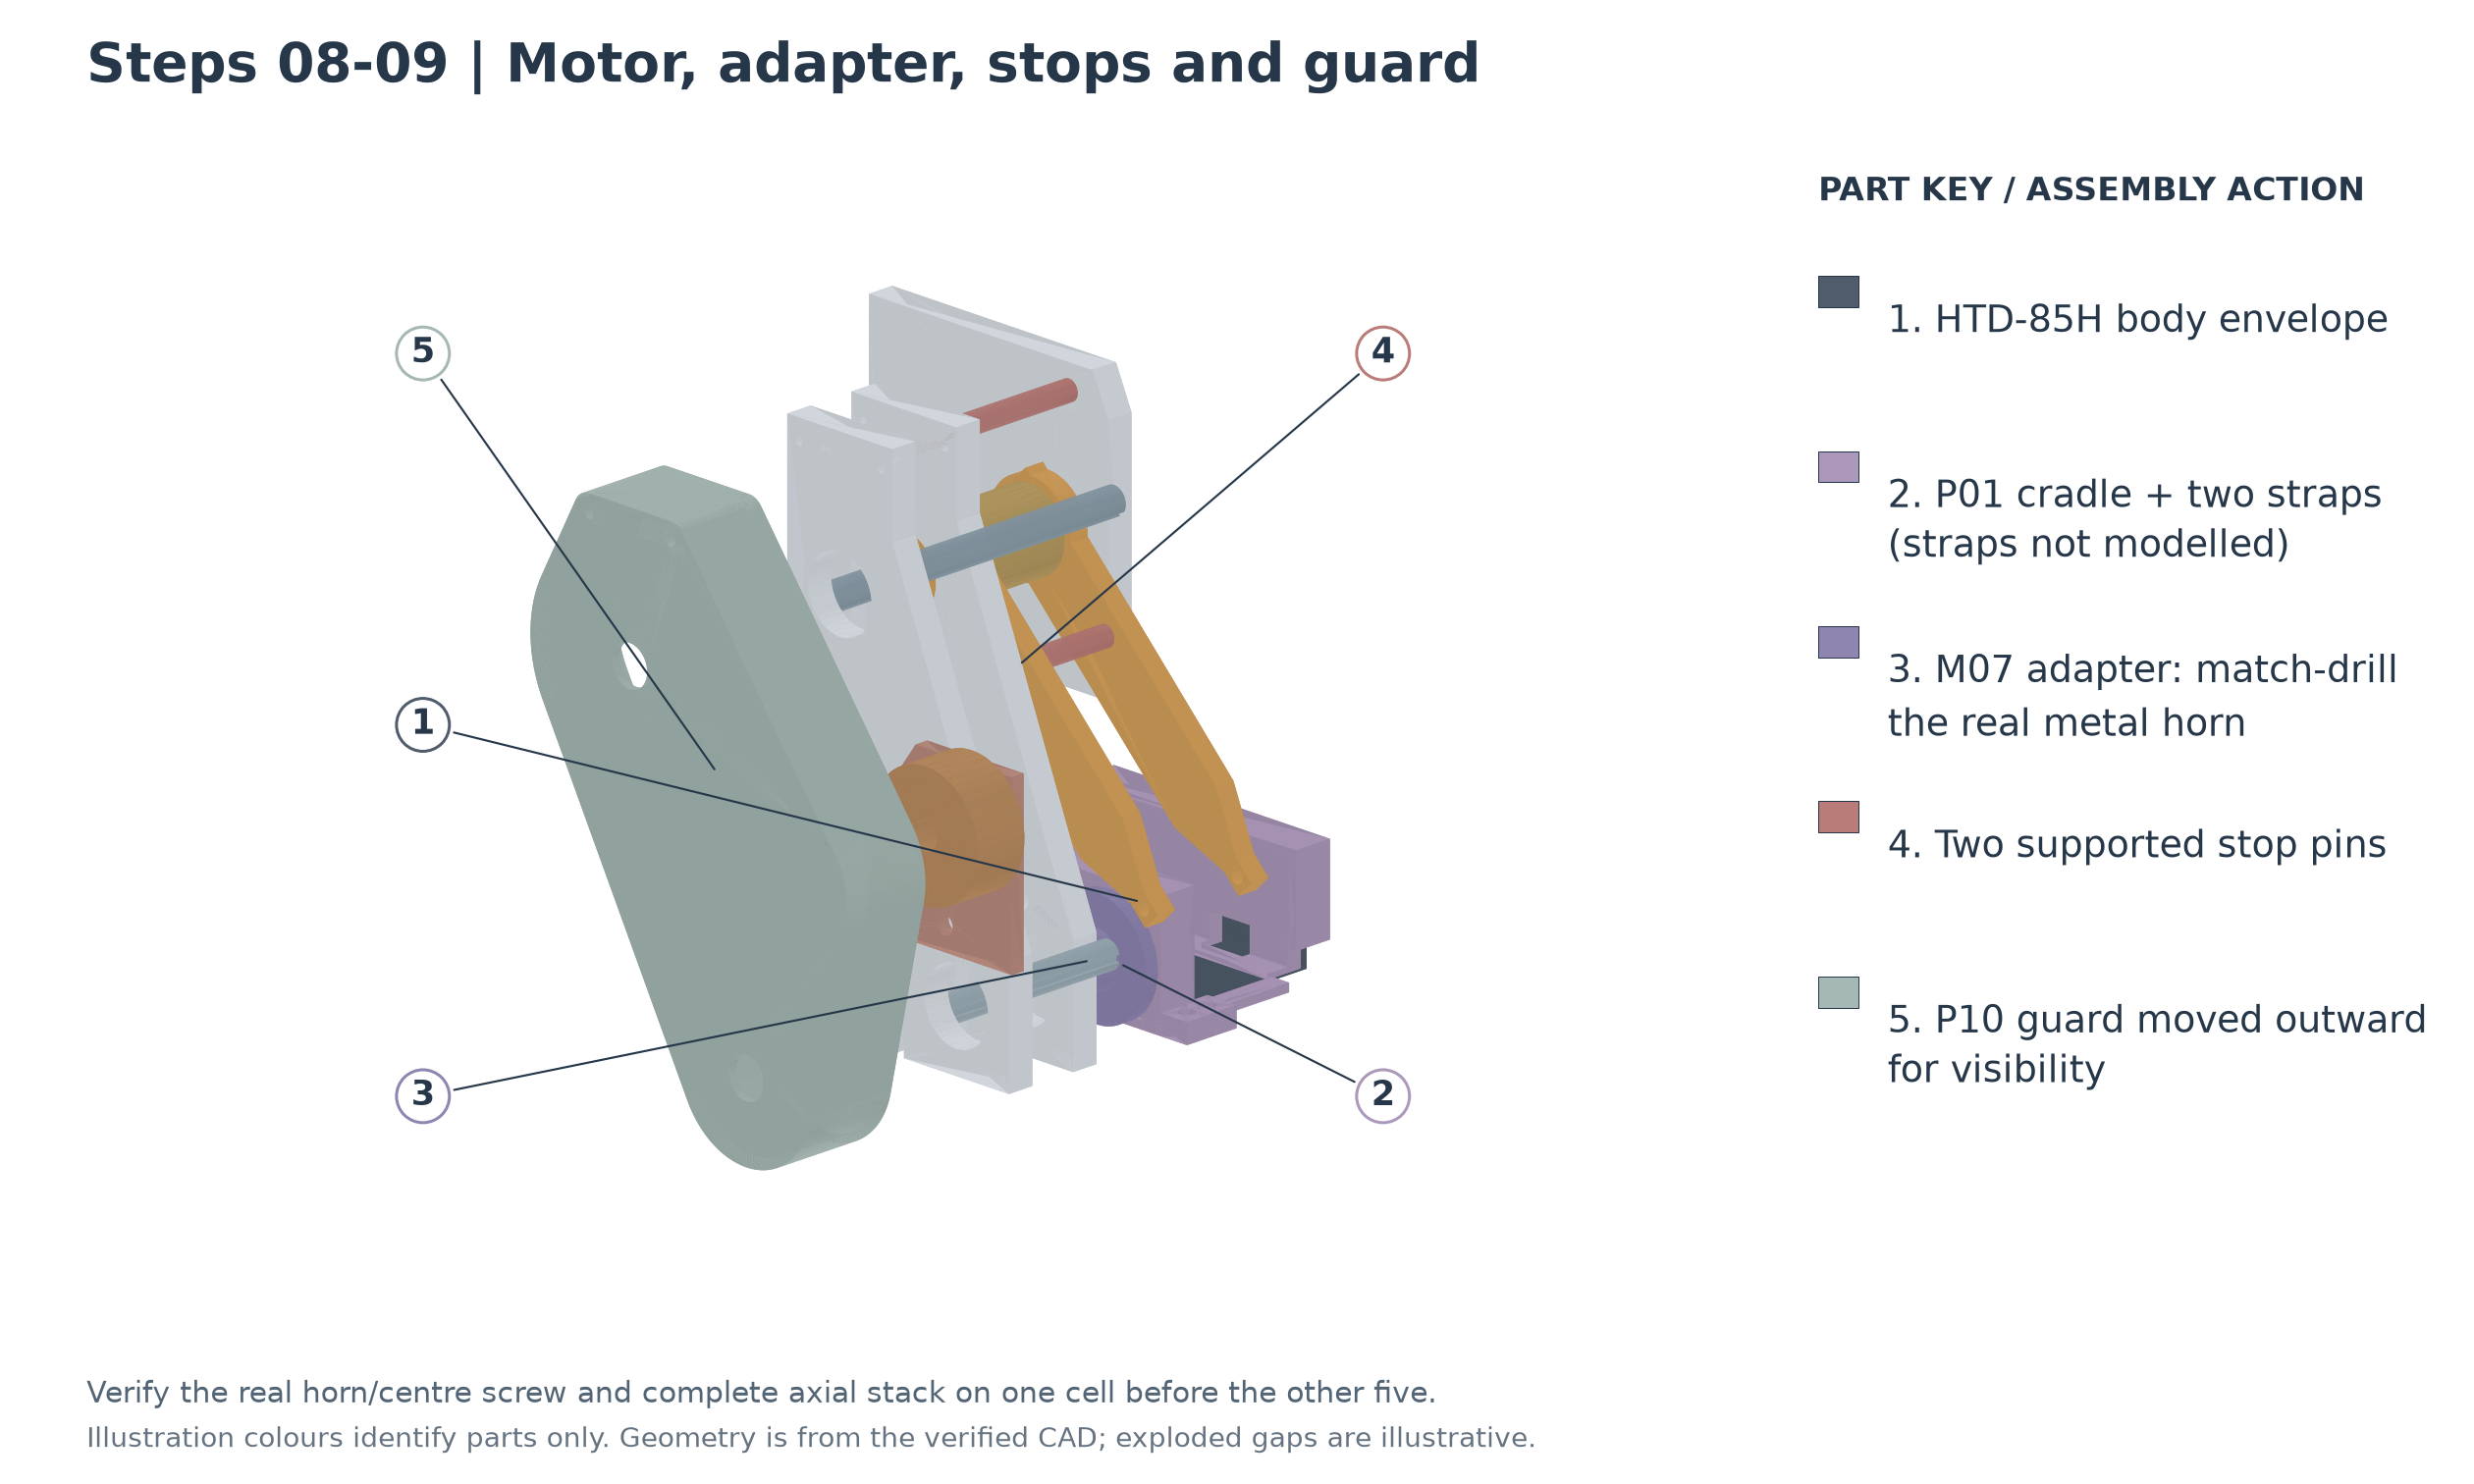 Steps 08-09 | Motor, adapter, stops and guard
PART KEY / ASSEMBLY ACTION
1. HTD-85H body envelope
2. P01 cradle + two straps
(straps not modelled)
3. M07 adapter: match-drill
the real metal horn
4. Two supported stop pins
5. P10 guard moved outward
for visibility
5
4
1
3
2
Verify the real horn/centre screw and complete axial stack on one cell before the other five.
Illustration colours identify parts only. Geometry is from the verified CAD; exploded gaps are illustrative.